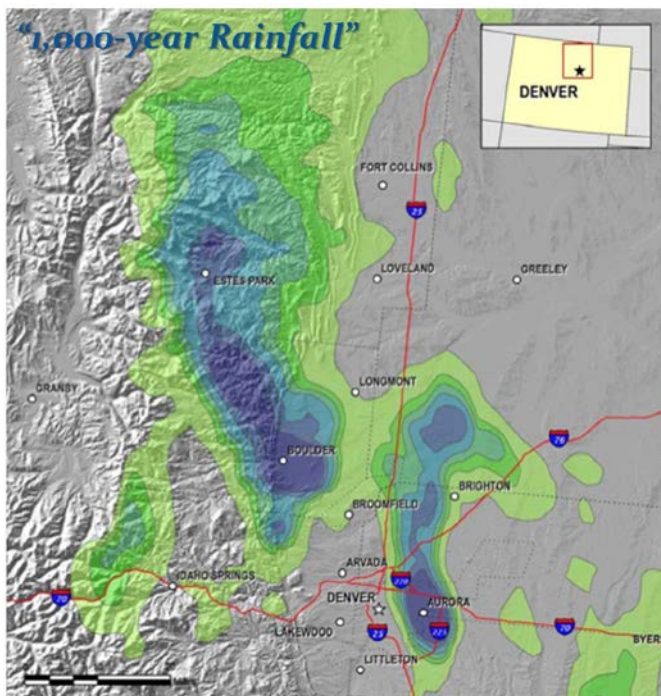 “1,000-year Rainfall”
DENVER
FORT COLLINS
25
LOVELAND
GREELEY
ESTES PARK
GRANBY
LONGMONT
76
BOULDER
BRIGHTON
BROOMFIELD
ARVADA
IDAHO SPRINGS
270
70
DENVER
AURORA
LAKEWOOD
25
225
70
BYERS
LITTLETON